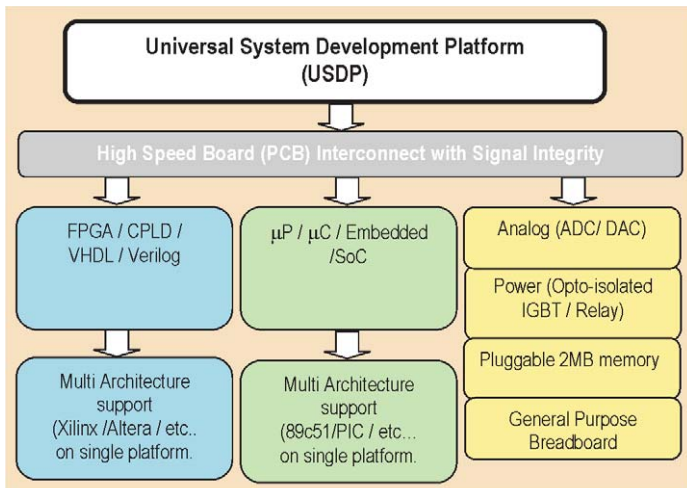 Universal System Development Platform
(USDP)
High Speed Board (PCB) Interconnect with Signal Integrity
FPGA / CPLD /
VHDL / Verilog
Multi Architecture
support
(Xilinx /Altera / etc..
on single platform.
μP / μC / Embedded
/SoC
Multi Architecture
support
(89c51/PIC / etc...
on single platform.
Analog (ADC/ DAC)
Power (Opto-isolated
IGBT / Relay)
Pluggable 2MB memory
General Purpose
Breadboard